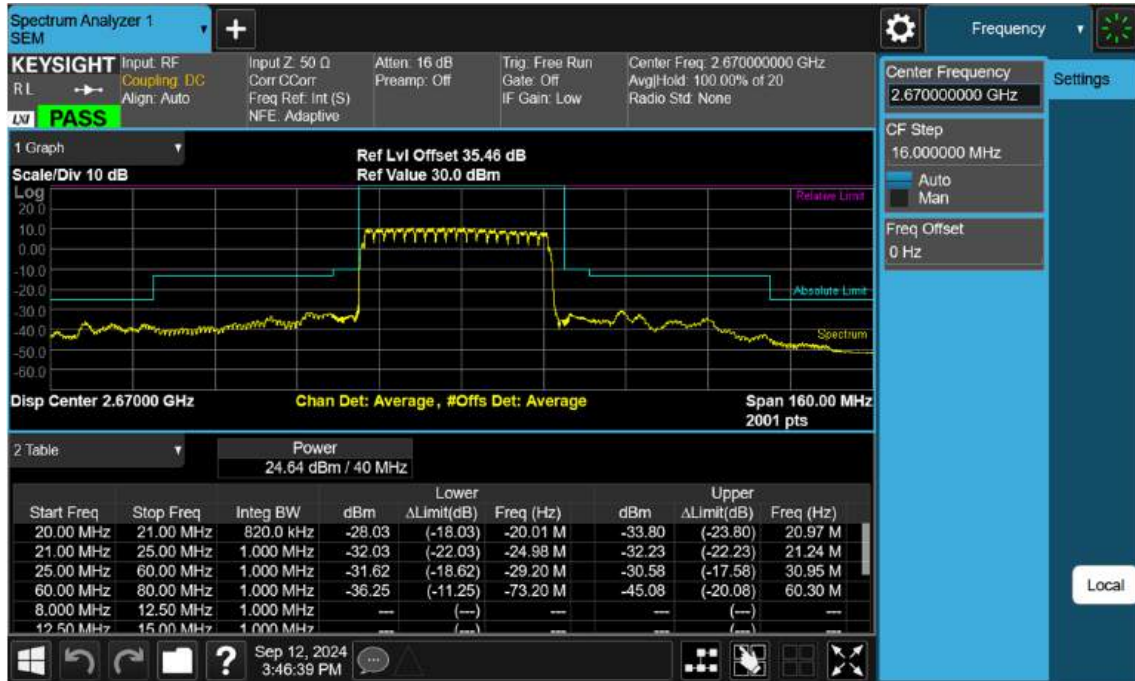 Spectrum Analyzer 1
SEM
+
Frequency
KEYSIGHT
RL
LXI
PASS
Input: RF
Coupling: DC
Align: Auto
Input Z: 50 Ω
Corr CCorr
Freq Ref: Int (S)
NFE: Adaptive
Atten: 16 dB
Preamp: Off
Trig: Free Run
Gate: Off
IF Gain: Low
Center Freq: 2.670000000 GHz
Avg|Hold: 100.00% of 20
Radio Std: None
Center Frequency
2.670000000 GHz
Settings
CF Step
16.000000 MHz
Auto
Man
Freq Offset
0 Hz
1 Graph
Ref Lvl Offset 35.46 dB
Scale/Div 10 dB
Ref Value 30.0 dBm
Log
Relative Limit
20.0
10.0
0.00
-10.0
-20.0
Absolute Limit
-30.0
-40.0
Spectrum
-50.0
-60.0
Disp Center 2.67000 GHz
Chan Det: Average, #Offs Det: Average
Span 160.00 MHz
2001 pts
2 Table
Power
24.64 dBm / 40 MHz
Lower Upper
Start Freq Stop Freq Integ BW dBm ΔLimit(dB) Freq (Hz) dBm ΔLimit(dB) Freq (Hz)
20.00 MHz 21.00 MHz 820.0 kHz -28.03 (-18.03) -20.01 M -33.80 (-23.80) 20.97 M
21.00 MHz 25.00 MHz 1.000 MHz -32.03 (-22.03) -24.98 M -32.23 (-22.23) 21.24 M
25.00 MHz 60.00 MHz 1.000 MHz -31.62 (-18.62) -29.20 M -30.58 (-17.58) 30.95 M
60.00 MHz 80.00 MHz 1.000 MHz -36.25 (-11.25) -73.20 M -45.08 (-20.08) 60.30 M
8.000 MHz 12.50 MHz 1.000 MHz --- (---) --- --- (---) ---
12.50 MHz 15.00 MHz 1.000 MHz --- (---) --- --- (---) ---
Local
?
Sep 12, 2024
3:46:39 PM